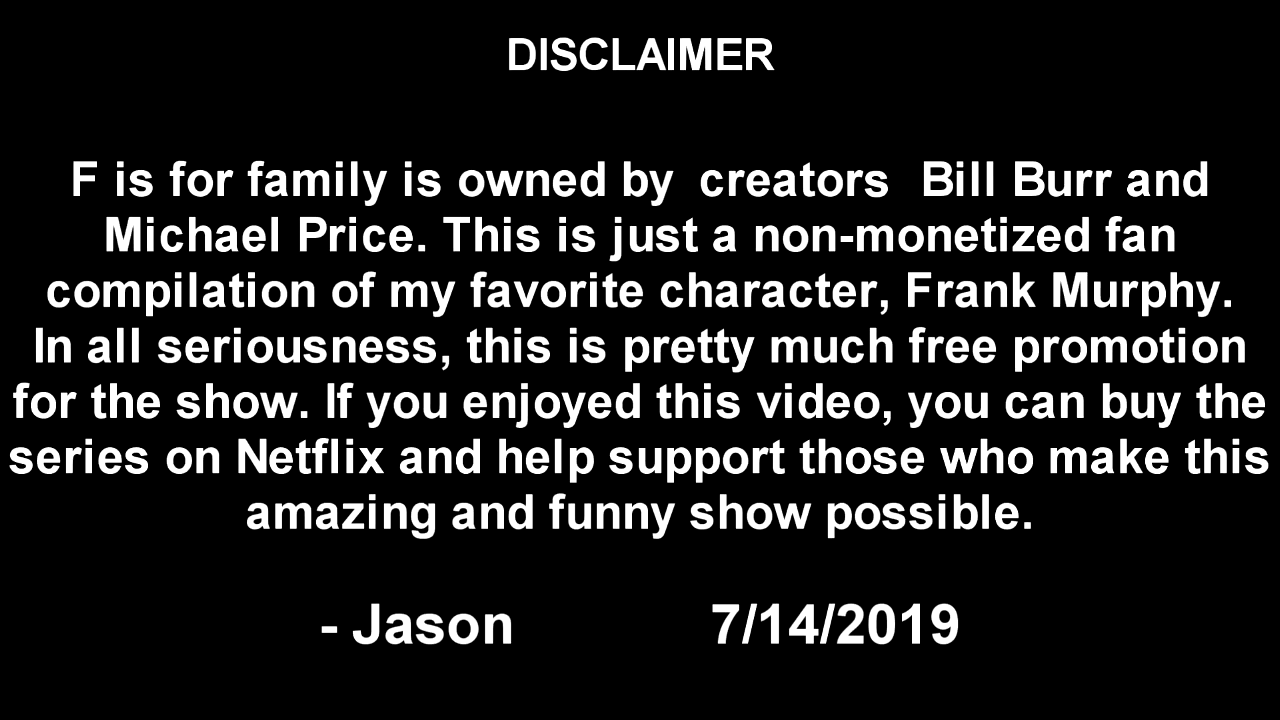 DISCLAIMER
F is for family is owned by  creators  Bill Burr and
Michael Price. This is just a non-monetized fan
compilation of my favorite character, Frank Murphy.
In all seriousness, this is pretty much free promotion
for the show. If you enjoyed this video, you can buy the
series on Netflix and help support those who make this
amazing and funny show possible.
- Jason 7/14/2019